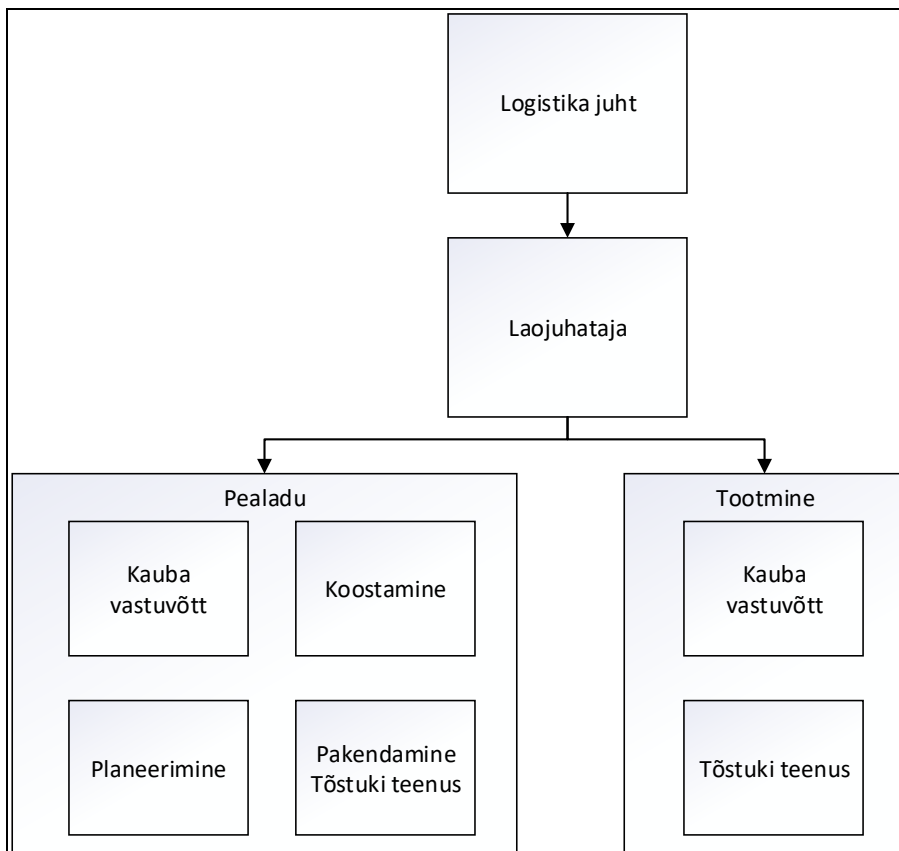 Logistika juht
Laojuhataja
Pealadu
Kauba
vastuvõtt
Koostamine
Planeerimine
Pakendamine
Tõstuki teenus
Tootmine
Kauba
vastuvõtt
Tõstuki teenus